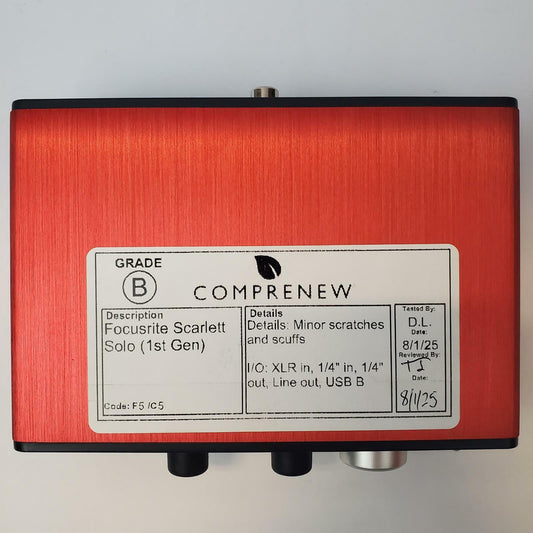 GRADE
B
COMPRENEW
Description
Focusrite Scarlett
Solo (1st Gen)
Code: F5 /C5
Details
Details: Minor scratches
and scuffs
I/O: XLR in, 1/4" in, 1/4"
out, Line out, USB B
Tested By:
D.L.
Date:
8/1/25
Reviewed By:
TJ
Date:
8/1/25